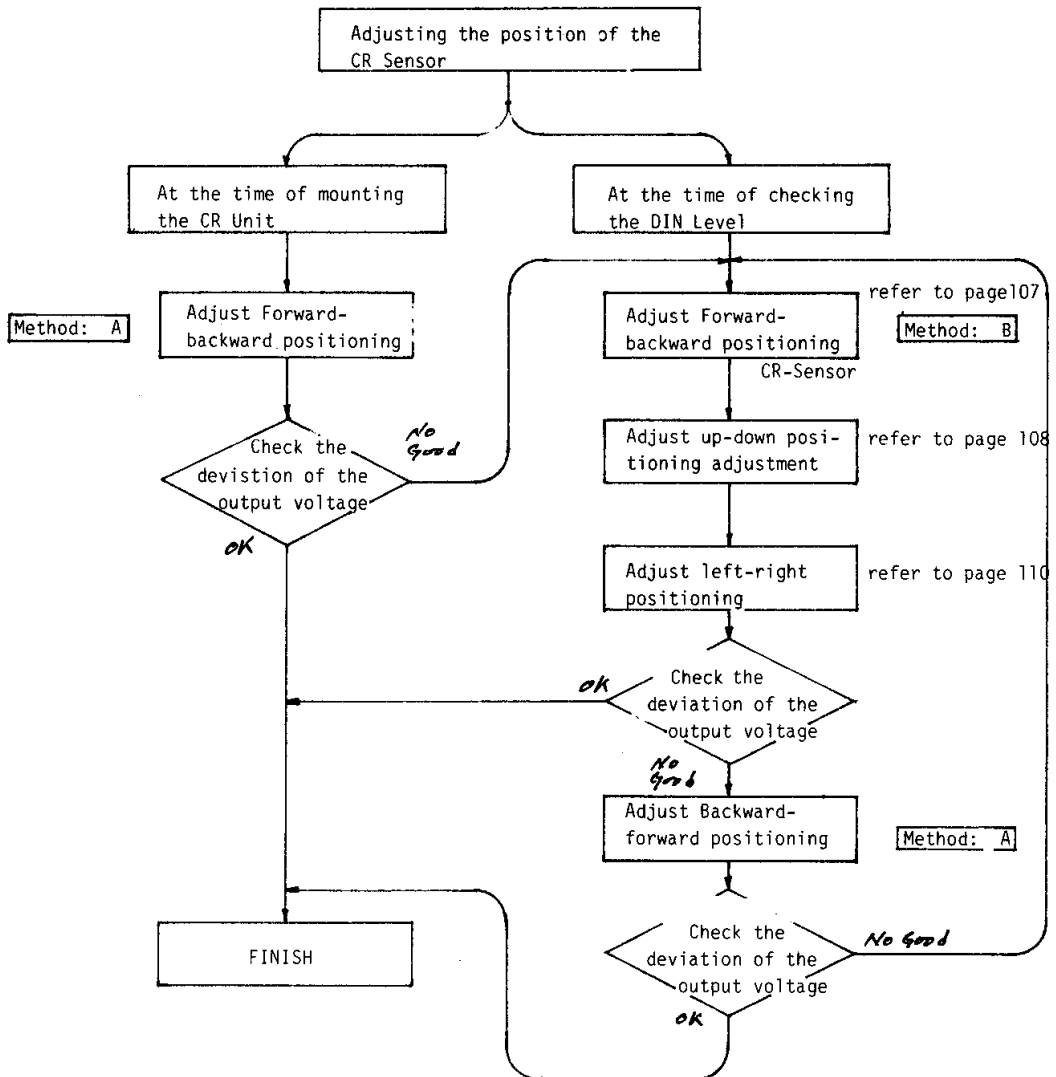 Adjusting the position of the
CR Sensor
At the time of mounting
the CR Unit
At the time of checking
the DIN Level
Method: A
Adjust Forward-
backward positioning
refer to page107
Adjust Forward-
backward positioning
Method: B
CR-Sensor
Check the
devistion of the
output voltage
No
Good
OK
Adjust up-down posi-
tioning adjustment
refer to page 108
Adjust left-right
positioning
refer to page 110
Check the
deviation of the
output voltage
OK
No
Good
Adjust Backward-
forward positioning
Method: A
Check the
deviation of the
output voltage
No Good
OK
FINISH